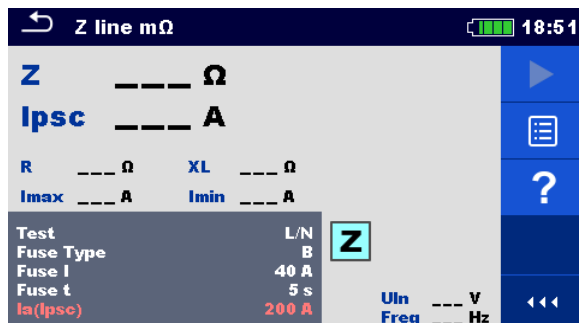 Z line mΩ 18:51
Z ___ Ω
Ipsc ___ A
R ___ Ω XL ___ Ω
Imax ___ A Imin ___ A
?
Test L/N
Fuse Type B
Fuse I 40 A
Fuse t 5 s
Ia(Ipsc) 200 A
Z
Uln ___ V
Freq ___ Hz